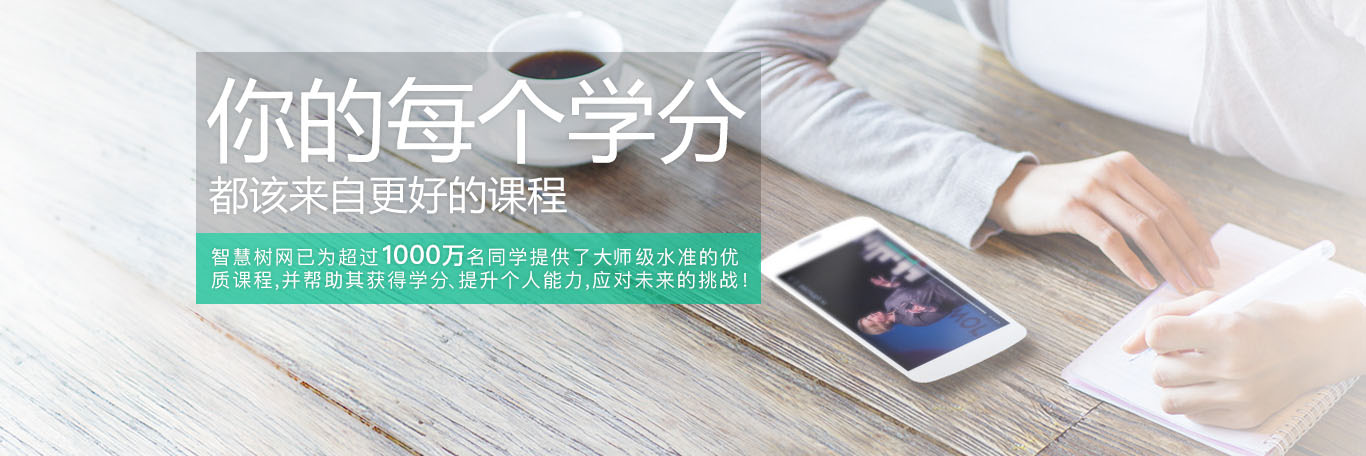 你的每个学分
都该来自更好的课程
智慧树网已为超过1000万名同学提供了大师级水准的优
质课程,并帮助其获得学分、提升个人能力,应对未来的挑战!